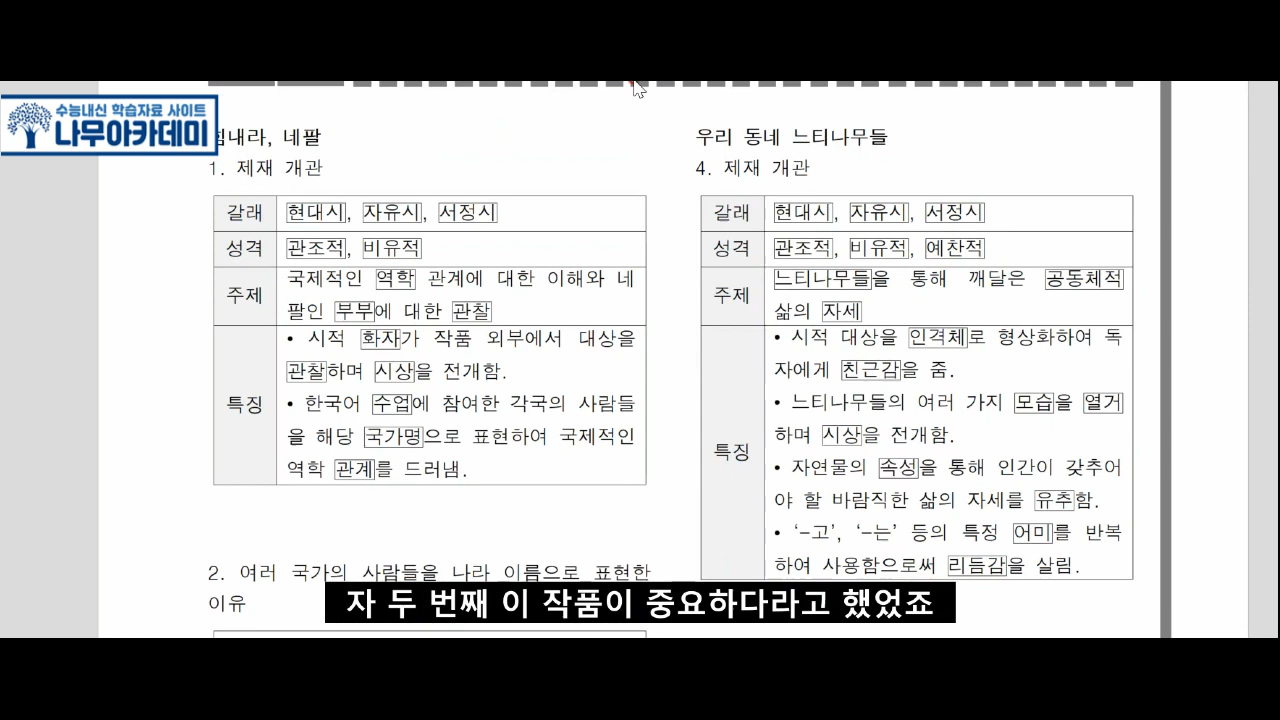 수능내신 학습자료 사이트
나무아카데미
힘내라, 네팔
1. 제재 개관
갈래 현대시, 자유시, 서정시
성격 관조적, 비유적
주제 국제적인 역학 관계에 대한 이해와 네
팔인 부부에 대한 관찰
특징 • 시적 화자가 작품 외부에서 대상을
관찰하며 시상을 전개함.
• 한국어 수업에 참여한 각국의 사람들
을 해당 국가명으로 표현하여 국제적인
역학 관계를 드러냄.
2. 여러 국가의 사람들을 나라 이름으로 표현한
이유
우리 동네 느티나무들
4. 제재 개관
갈래 현대시, 자유시, 서정시
성격 관조적, 비유적, 예찬적
주제 느티나무들을 통해 깨달은 공동체적
삶의 자세
특징 • 시적 대상을 인격체로 형상화하여 독
자에게 친근감을 줌.
• 느티나무들의 여러 가지 모습을 열거
하며 시상을 전개함.
• 자연물의 속성을 통해 인간이 갖추어
야 할 바람직한 삶의 자세를 유추함.
• ‘-고’, ‘-는’ 등의 특정 어미를 반복
하여 사용함으로써 리듬감을 살림.
자 두 번째 이 작품이 중요하다라고 했었죠